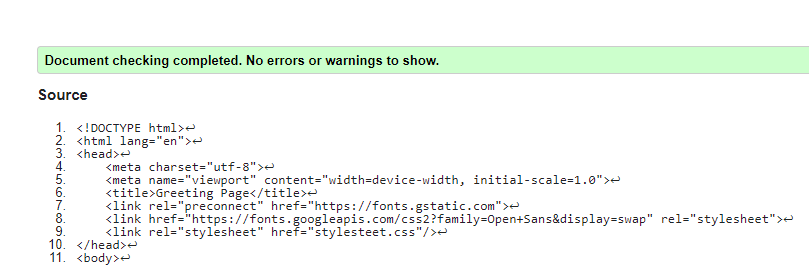 Document checking completed. No errors or warnings to show.
Source
1. <!DOCTYPE html>↩
2. <html lang="en">↩
3. <head>↩
4.     <meta charset="utf-8">↩
5.     <meta name="viewport" content="width=device-width, initial-scale=1.0">↩
6.     <title>Greeting Page</title>↩
7.     <link rel="preconnect" href="https://fonts.gstatic.com">↩
8.     <link href="https://fonts.googleapis.com/css2?family=Open+Sans&display=swap" rel="stylesheet">↩
9.     <link rel="stylesheet" href="stylesteet.css"/>↩
10. </head>↩
11. <body>↩